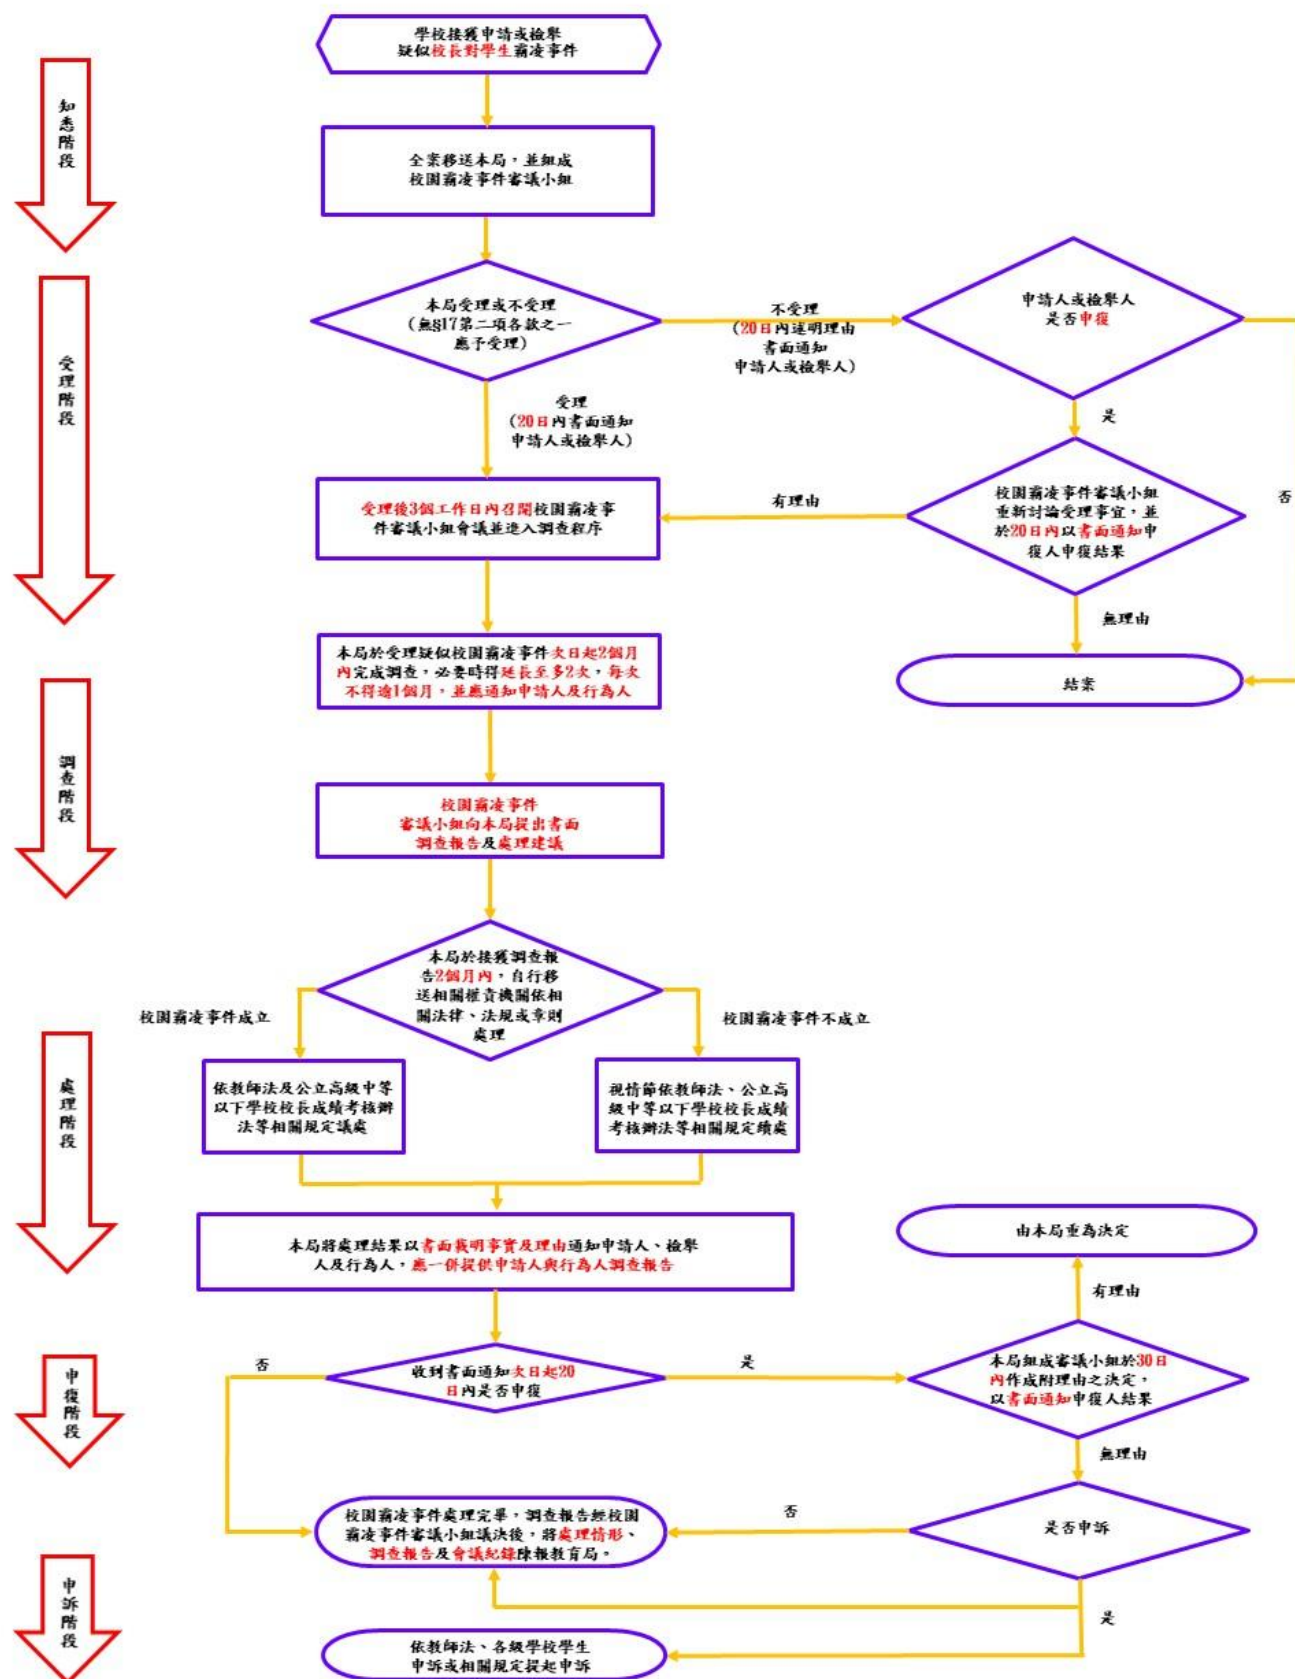 學校接獲申請或檢舉
疑似校長對學生霸凌事件
知悉階段
全案移送本局，並組成
校園霸凌事件審議小組
受理階段
本局受理或不受理
(無§17第二項各款之一
應予受理)
不受理
(20日內述明理由
書面通知
申請人或檢舉人)
申請人或檢舉人
是否申復
受理
(20日內書面通知
申請人或檢舉人)
是
否
受理後3個工作日內召開校園霸凌事
件審議小組會議並進入調查程序
有理由
校園霸凌事件審議小組
重新討論受理事宜，並
於20日內以書面通知申
復人申復結果
無理由
結案
本局於受理疑似校園霸凌事件次日起2個月
內完成調查，必要時得延長至多2次，每次
不得逾1個月，並應通知申請人及行為人
調查階段
校園霸凌事件
審議小組向本局提出書面
調查報告及處理建議
本局於接獲調查報
告2個月內，自行移
送相關權責機關依相
關法律、法規或章則
處理
校園霸凌事件成立
校園霸凌事件不成立
處理階段
依教師法及公立高級中等
以下學校校長成績考核辦
法等相關規定議處
視情節依教師法、公立高
級中等以下學校校長成績
考核辦法等相關規定續處
本局將處理結果以書面載明事實及理由通知申請人、檢舉
人及行為人，應一併提供申請人與行為人調查報告
由本局重為決定
有理由
申復階段
收到書面通知次日起20
日內是否申復
否
是
本局組成審議小組於30日
內作成附理由之決定，
以書面通知申復人結果
無理由
校園霸凌事件處理完畢，調查報告經校園
霸凌事件審議小組議決後，將處理情形、
調查報告及會議紀錄陳報教育局。
否
是否申訴
是
申訴階段
依教師法、各級學校學生
申訴或相關規定提起申訴